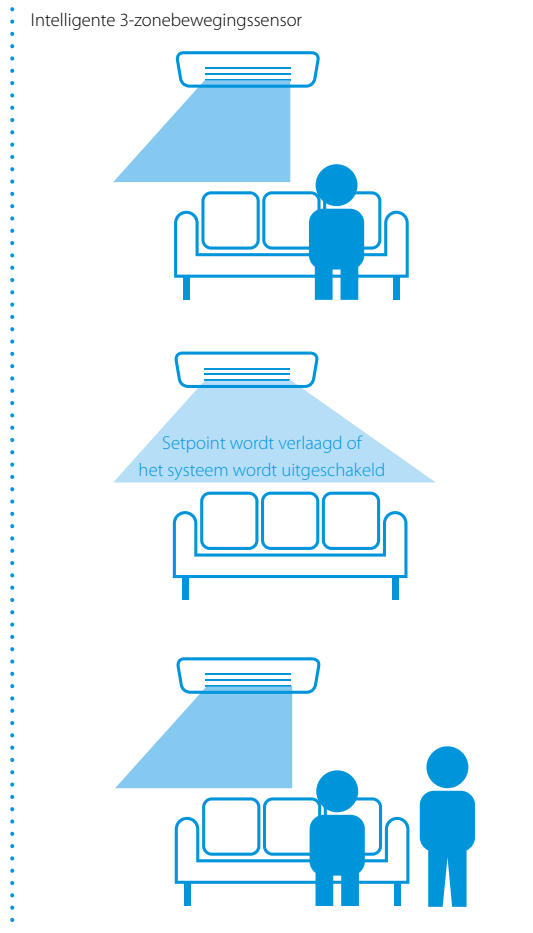 Intelligente 3-zonebewegingssensor
Setpoint wordt verlaagd of
het systeem wordt uitgeschakeld